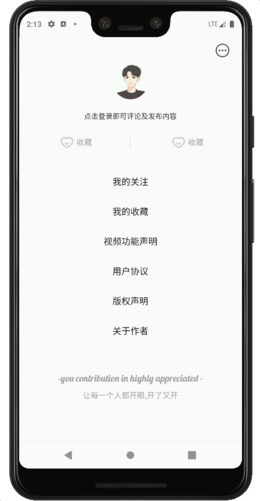 2:13 LTE
点击登录即可评论及发布内容
收藏 收藏
我的关注
我的收藏
视频功能声明
用户协议
版权声明
关于作者
-you contribution in highly appreciated -
让每一个人都开眼,开了又开